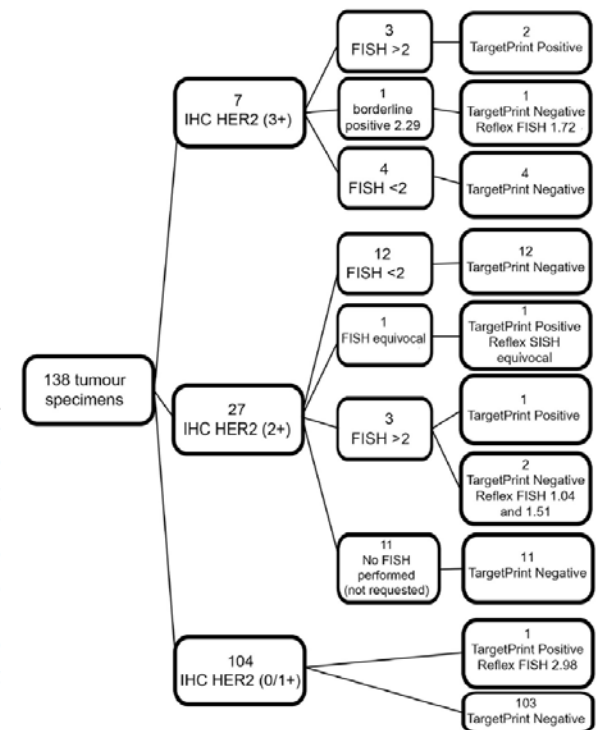 138 tumour
specimens
7
IHC HER2 (3+)
3
FISH >2
2
TargetPrint Positive
1
borderline
positive 2.29
1
TargetPrint Negative
Reflex FISH 1.72
4
FISH <2
4
TargetPrint Negative
27
IHC HER2 (2+)
12
FISH <2
12
TargetPrint Negative
1
FISH equivocal
1
TargetPrint Positive
Reflex SISH
equivocal
3
FISH >2
1
TargetPrint Positive
2
TargetPrint Negative
Reflex FISH 1.04
and 1.51
11
No FISH
performed
(not requested)
11
TargetPrint Negative
104
IHC HER2 (0/1+)
1
TargetPrint Positive
Reflex FISH 2.98
103
TargetPrint Negative